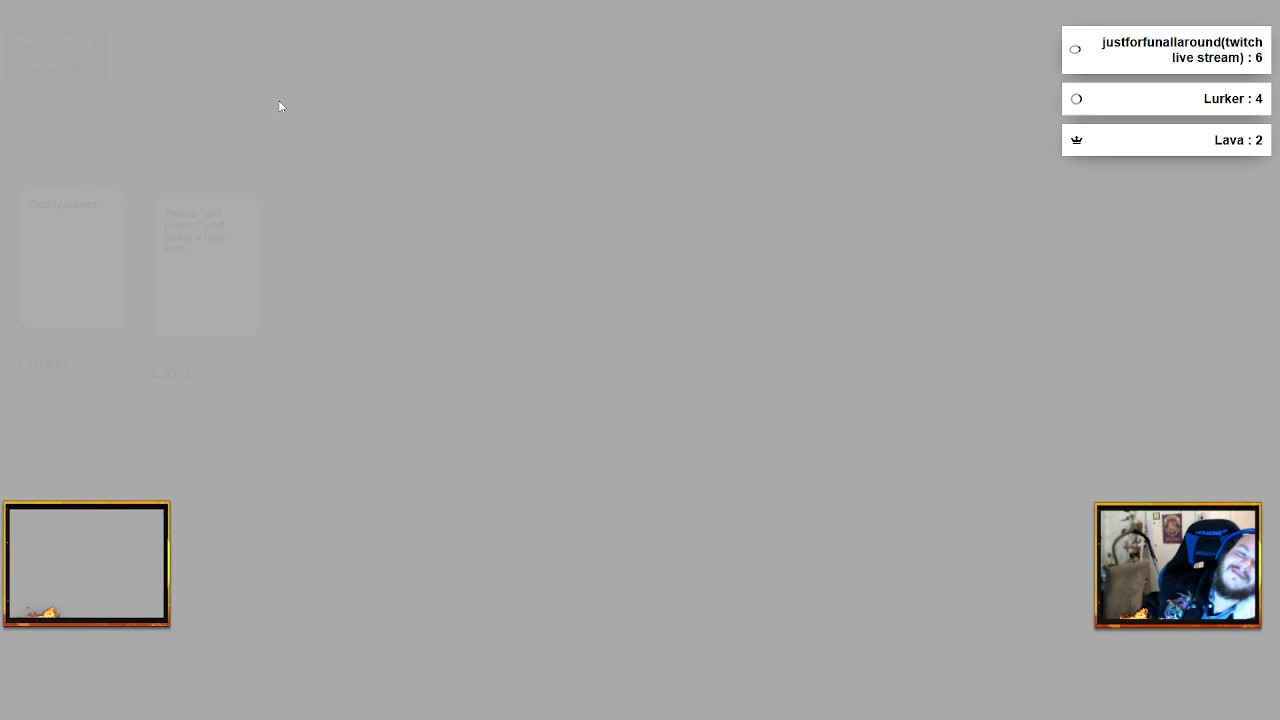 justforfunallaround(twitch
live stream) : 6
Lurker : 4
Lava : 2
Daddy issues.
Yelling "girl
power!" and
doing a high
kick.
Lurker
Lava